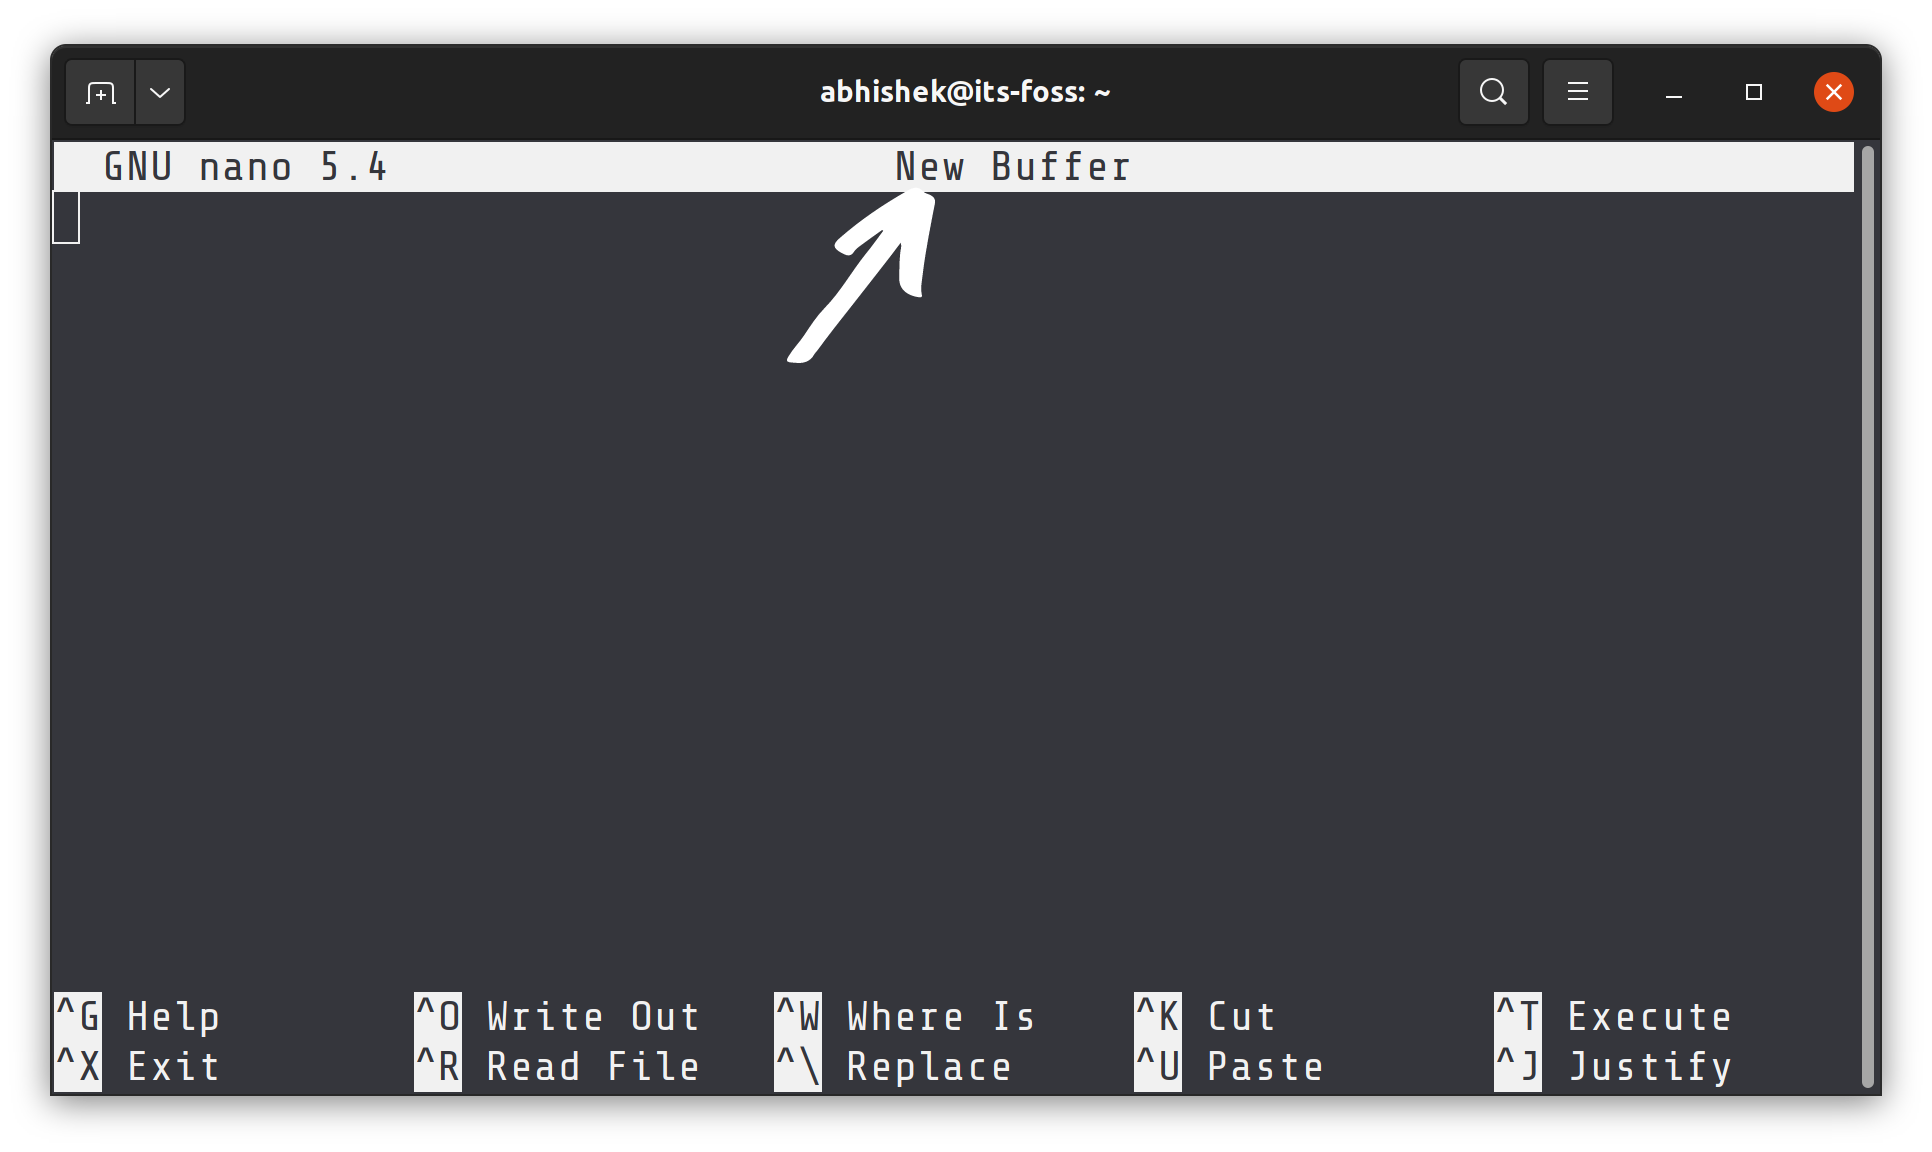 abhishek@its-foss: ~
GNU nano 5.4 New Buffer
^G Help ^O Write Out ^W Where Is ^K Cut ^T Execute
^X Exit ^R Read File ^\ Replace ^U Paste ^J Justify